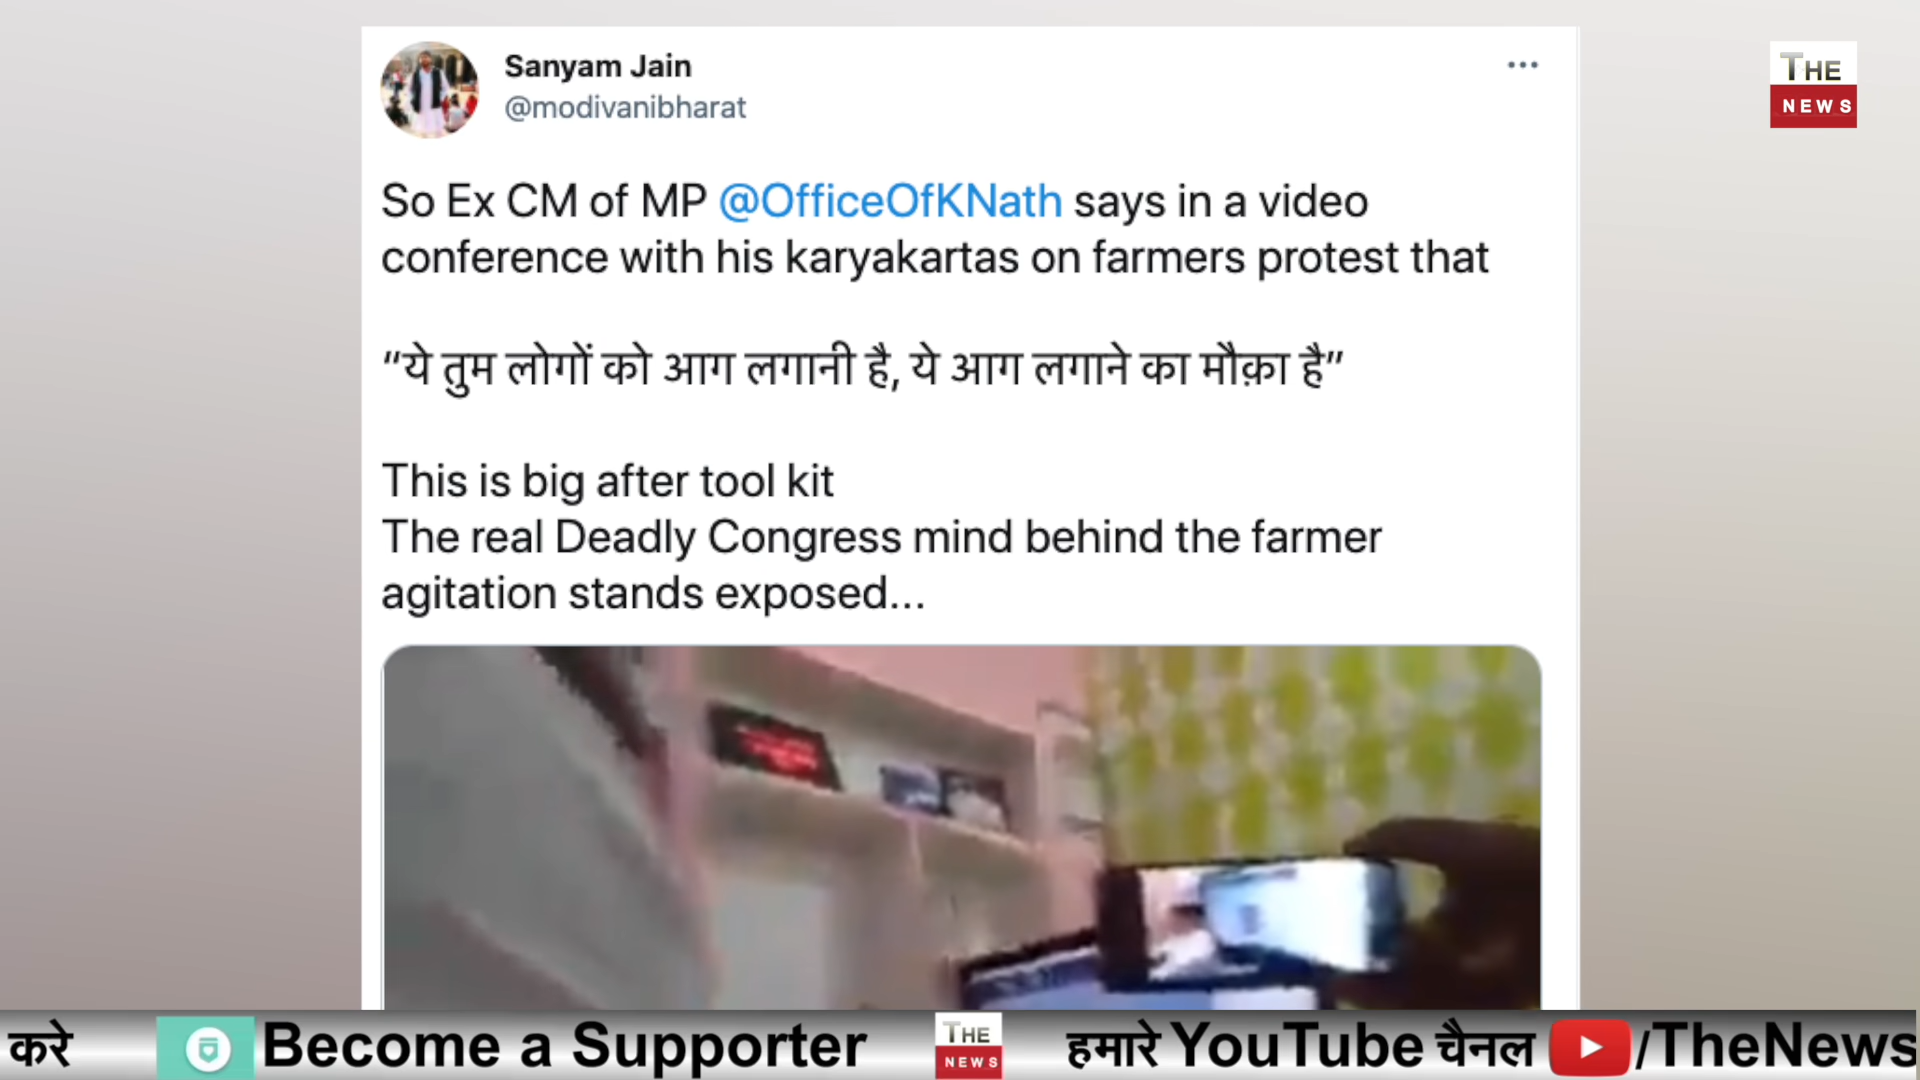 Sanyam Jain
@modivanibharat
THE
NEWS
So Ex CM of MP @OfficeOfKNath says in a video
conference with his karyakartas on farmers protest that
“ये तुम लोगों को आग लगानी है, ये आग लगाने का मौक़ा है”
This is big after tool kit
The real Deadly Congress mind behind the farmer
agitation stands exposed...
करे Become a Supporter THE NEWS हमारे YouTube चैनल /TheNews